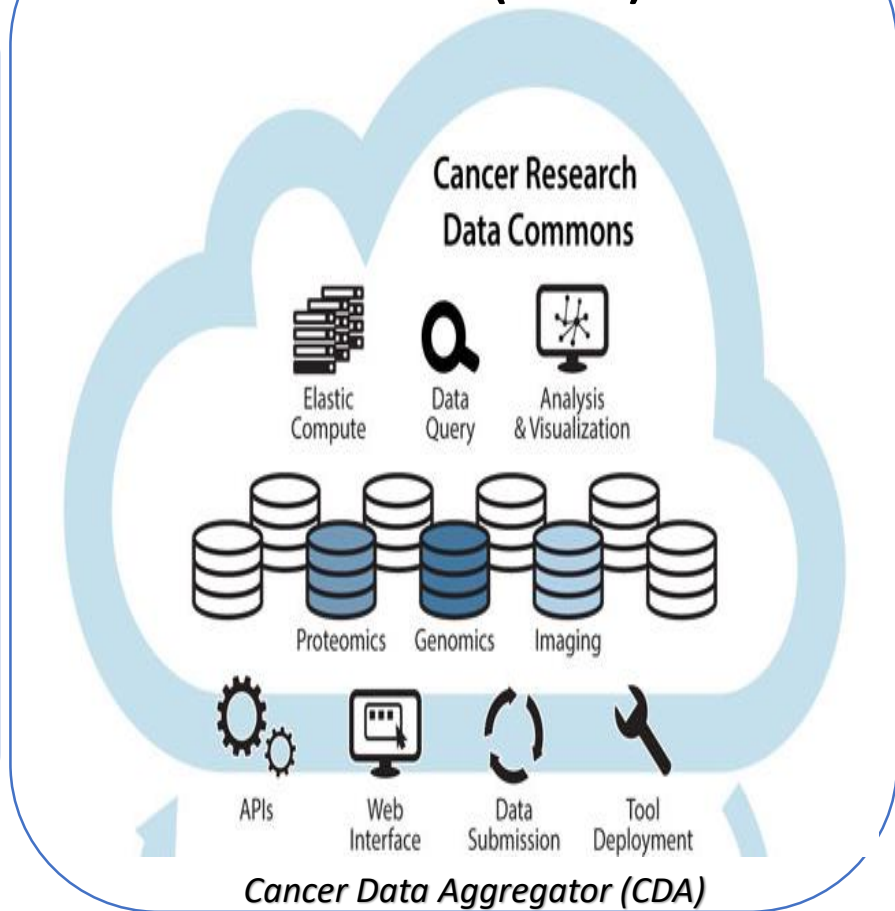 Cancer Research
Data Commons
Elastic
Compute
Data
Query
Analysis
& Visualization
Proteomics
Genomics
Imaging
APIs
Web
Interface
Data
Submission
Tool
Deployment
Cancer Data Aggregator (CDA)